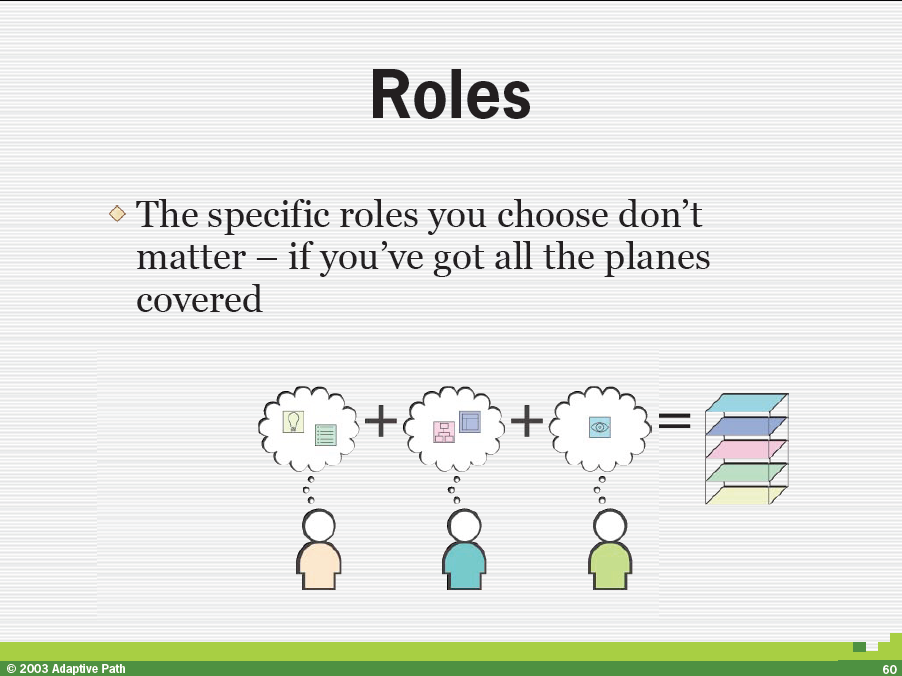 Roles
The specific roles you choose don’t
matter – if you’ve got all the planes
covered
+ + =
© 2003 Adaptive Path
60